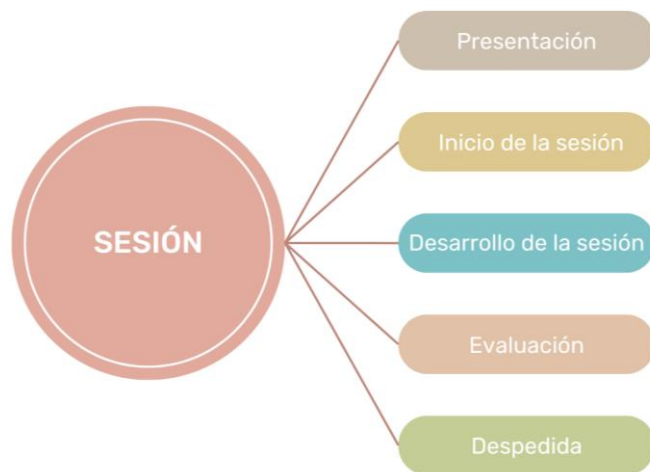 SESIÓN
Presentación
Inicio de la sesión
Desarrollo de la sesión
Evaluación
Despedida